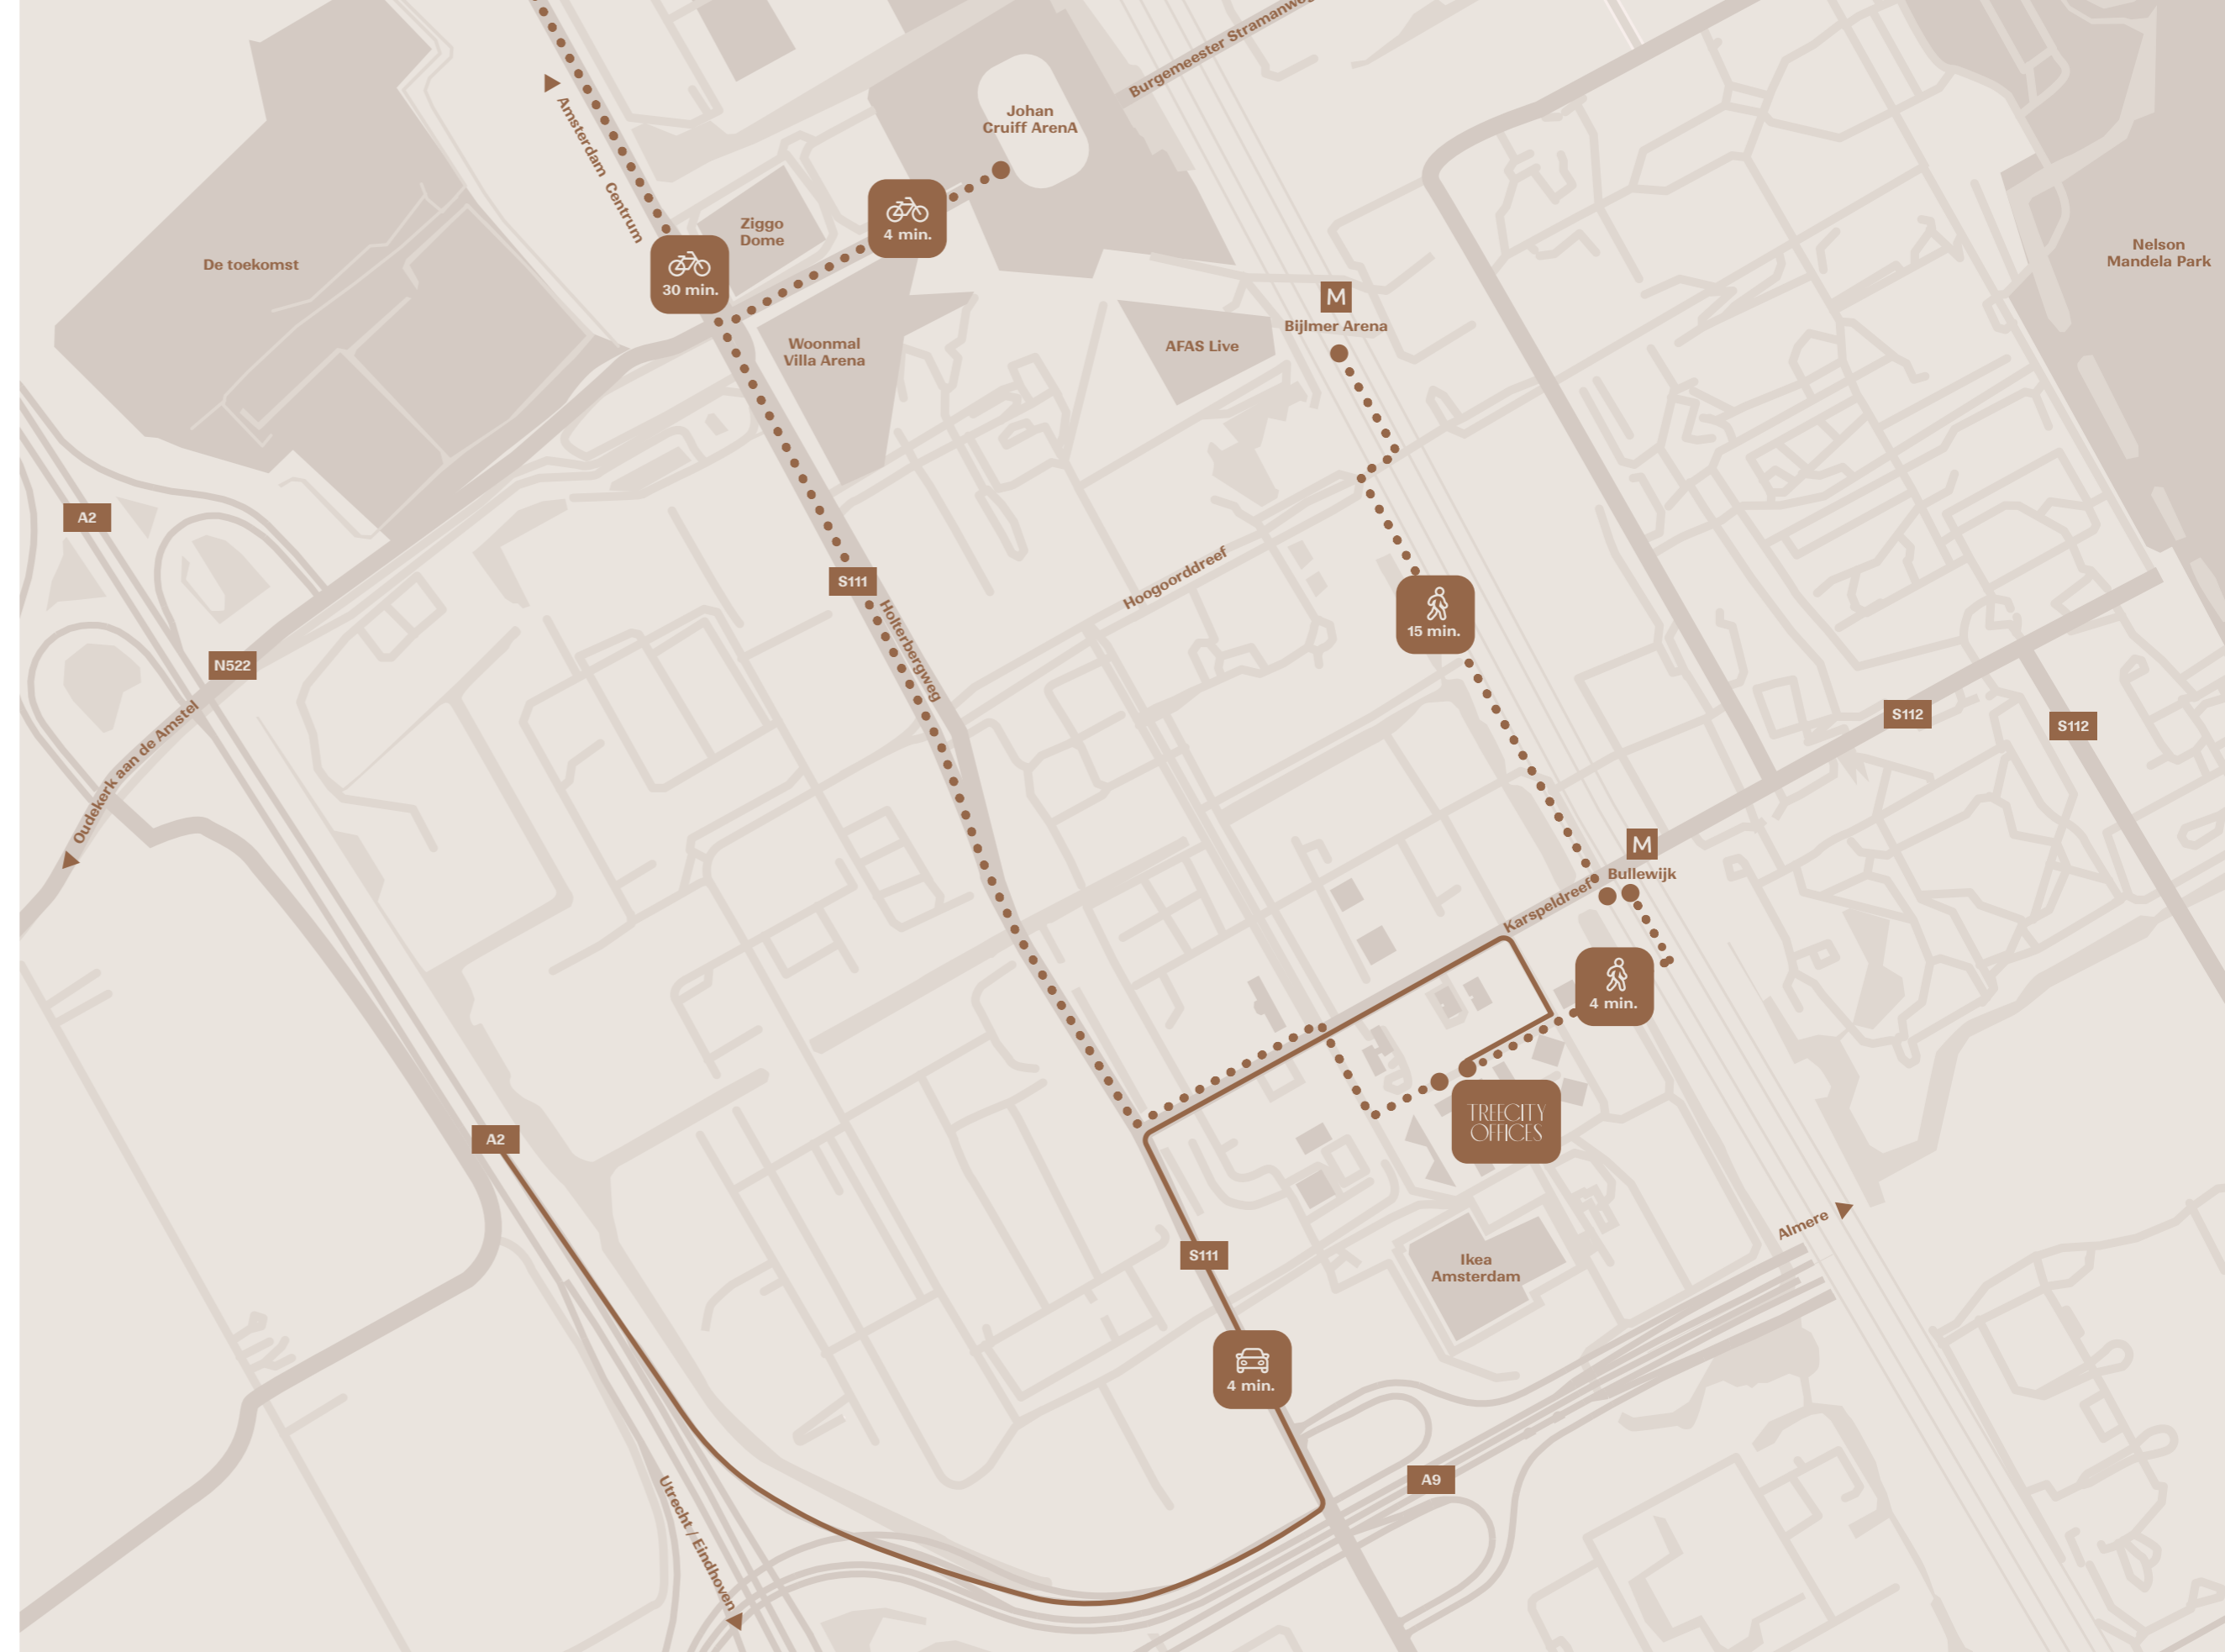 Burgemeester Stramanweg
Johan
Cruiff ArenA
Amsterdam Centrum
Ziggo
Dome
4 min.
De toekomst
30 min.
Nelson
Mandela Park
M
Bijlmer Arena
Woonmal
Villa Arena
AFAS Live
A2
S111
Hoogoorddreef
Holterbergweg
15 min.
N522
Oudekerk aan de Amstel
S112
S112
M
Bullewijk
Karspeldreef
4 min.
TREECITY
OFFICES
A2
Almere
S111
Ikea
Amsterdam
4 min.
A9
Utrecht / Eindhoven